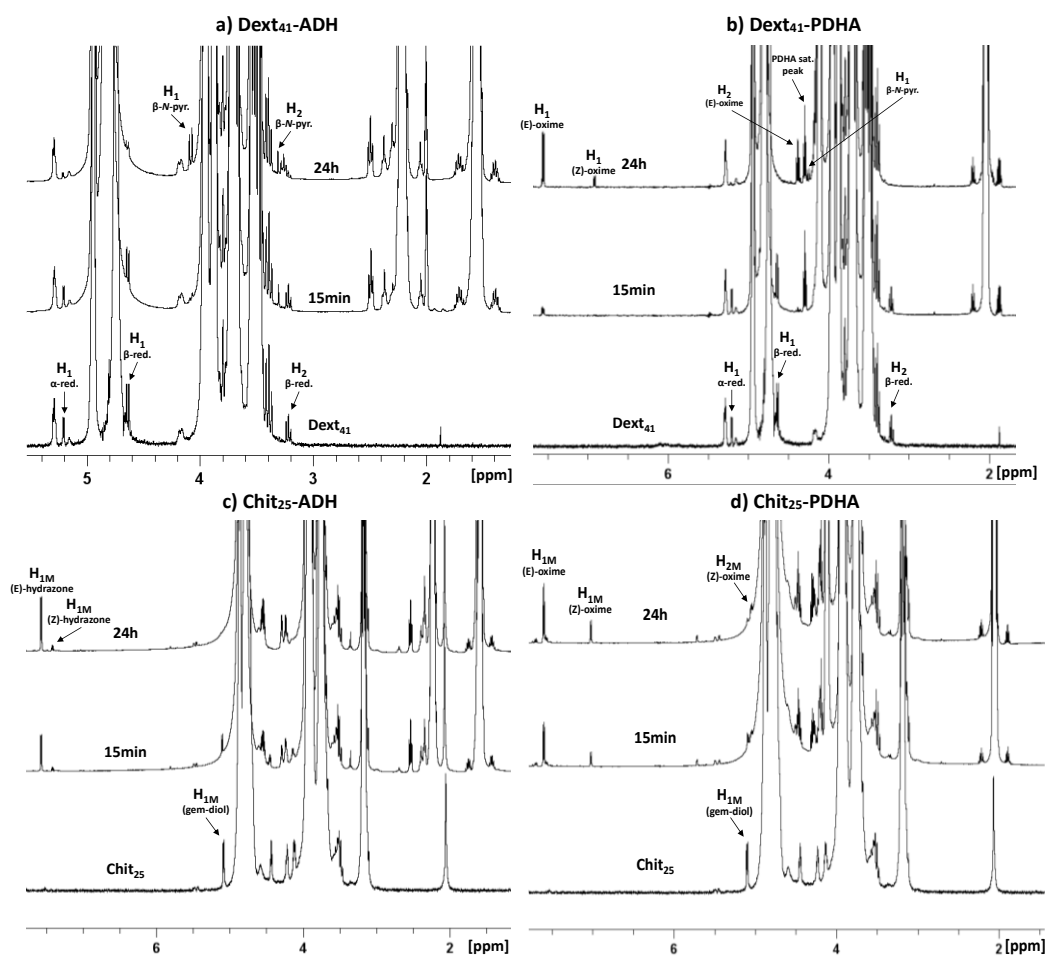 a) Dext41-ADH
H1
β-N-pyr.
H2
β-N-pyr.
24h
15min
H1
α-red.
H1
β-red.
H2
β-red.
Dext41
5
4
3
2
[ppm]
b) Dext41-PDHA
PDHA sat.
peak
H1
β-N-pyr.
H2
(E)-oxime
H1
(E)-oxime
H1
(Z)-oxime
24h
15min
H1
α-red.
H1
β-red.
H2
β-red.
Dext41
6
4
2
[ppm]
c) Chit25-ADH
H1M
(E)-hydrazone
H1M
(Z)-hydrazone
24h
15min
H1M
(gem-diol)
Chit25
6
4
2
[ppm]
d) Chit25-PDHA
H1M
(E)-oxime
H1M
(Z)-oxime
H2M
(Z)-oxime
24h
15min
H1M
(gem-diol)
Chit25
6
4
2
[ppm]